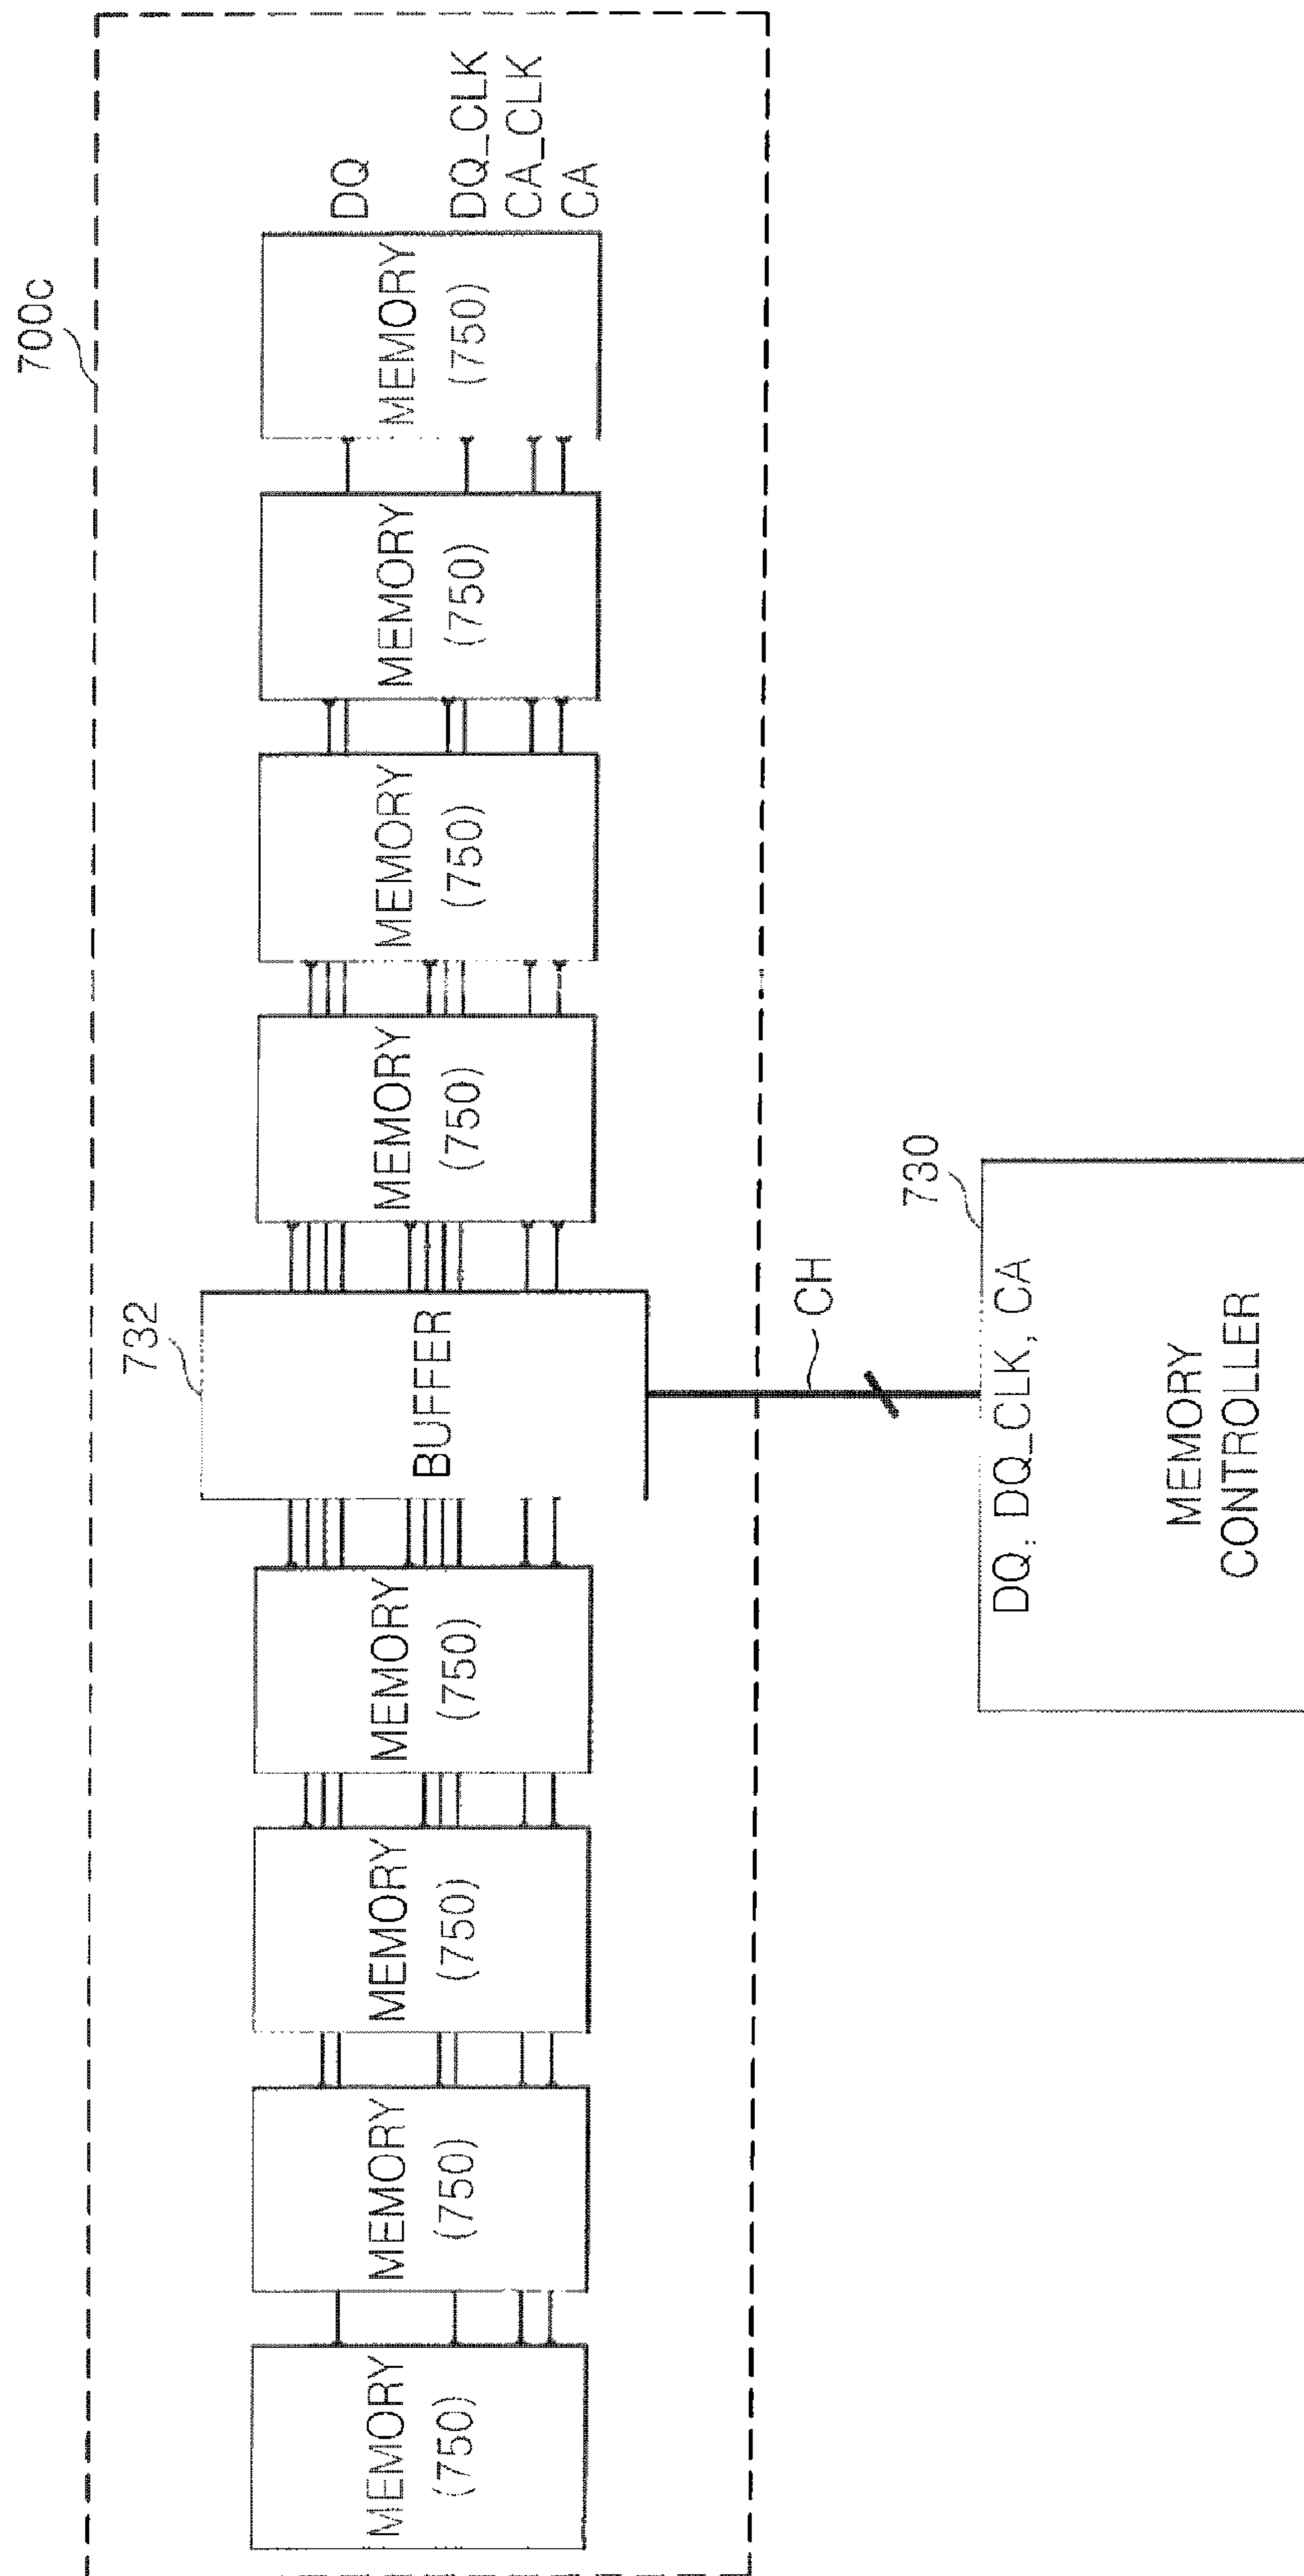 700c
732
MEMORY
(750)
MEMORY
(750)
MEMORY
(750)
MEMORY
(750)
BUFFER
MEMORY
(750)
MEMORY
(750)
MEMORY
(750)
MEMORY
(750)
DQ
DQ_CLK
CA_CLK
CA
CH
730
DQ, DQ_CLK, CA
MEMORY
CONTROLLER